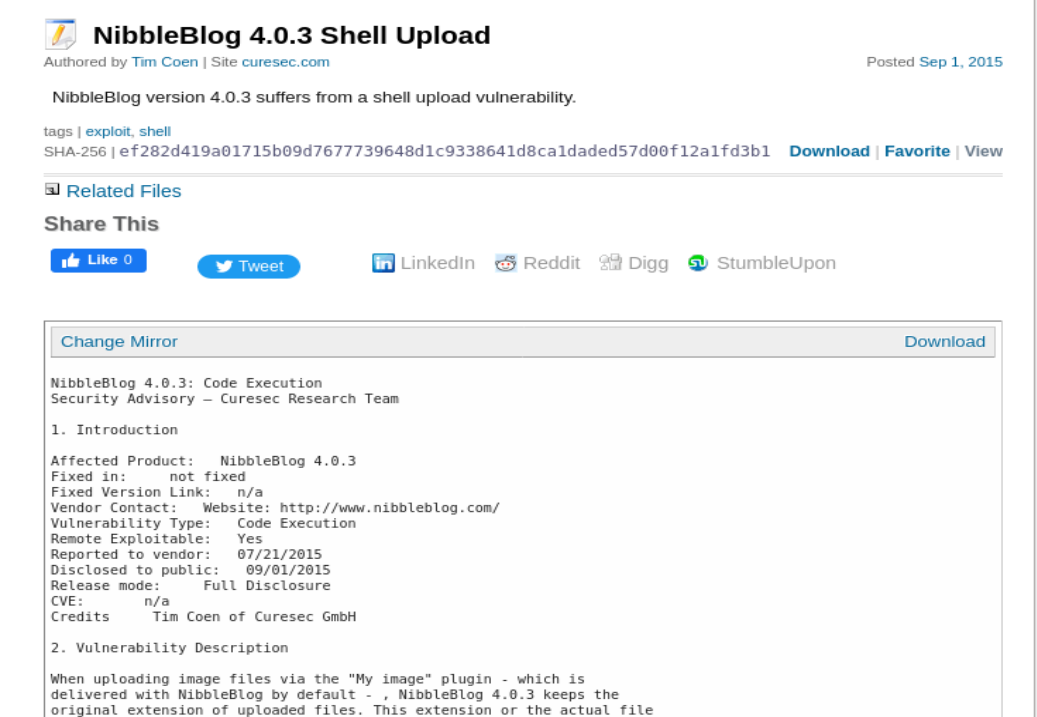 NibbleBlog 4.0.3 Shell Upload
Authored by Tim Coen | Site curesec.com Posted Sep 1, 2015
NibbleBlog version 4.0.3 suffers from a shell upload vulnerability.
tags | exploit, shell
SHA-256 | ef282d419a01715b09d7677739648d1c9338641d8ca1daded57d00f12a1fd3b1 Download | Favorite | View
Related Files
Share This
Like 0 Tweet LinkedIn Reddit Digg StumbleUpon
Change Mirror Download
NibbleBlog 4.0.3: Code Execution
Security Advisory – Curesec Research Team
1. Introduction
Affected Product: NibbleBlog 4.0.3
Fixed in: not fixed
Fixed Version Link: n/a
Vendor Contact: Website: http://www.nibbleblog.com/
Vulnerability Type: Code Execution
Remote Exploitable: Yes
Reported to vendor: 07/21/2015
Disclosed to public: 09/01/2015
Release mode: Full Disclosure
CVE: n/a
Credits Tim Coen of Curesec GmbH
2. Vulnerability Description
When uploading image files via the "My image" plugin - which is
delivered with NibbleBlog by default - , NibbleBlog 4.0.3 keeps the
original extension of uploaded files. This extension or the actual file